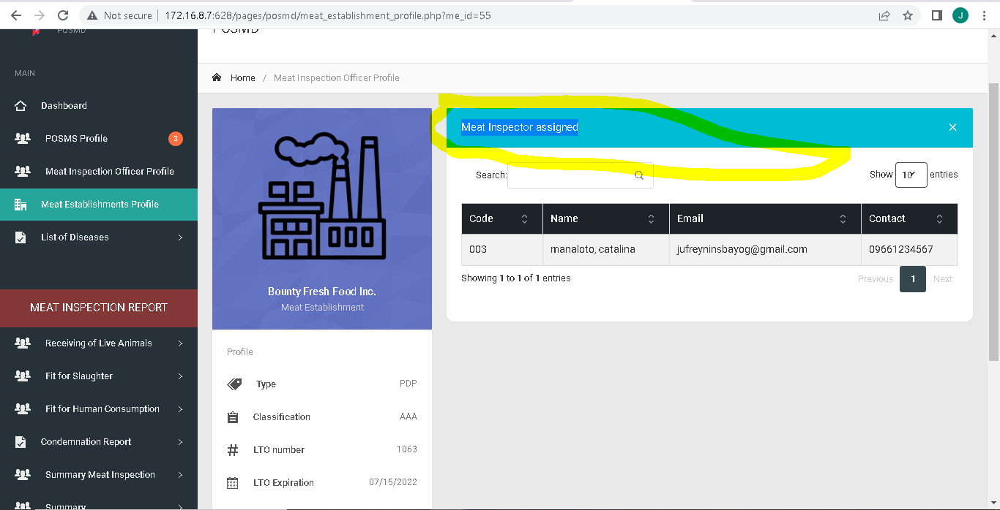 Not secure
172.16.8.7:628/pages/posmd/meat_establishment_profile.php?me_id=55
J
POSMD
MAIN
Dashboard
POSMS Profile
3
Meat Inspection Officer Profile
Meat Establishments Profile
List of Diseases
MEAT INSPECTION REPORT
Receiving of Live Animals
Fit for Slaughter
Fit for Human Consumption
Condemnation Report
Summary Meat Inspection
Summary
POSMD
Home / Meat Inspection Officer Profile
Bounty Fresh Food Inc.
Meat Establishment
Profile
Type PDP
Classification AAA
LTO number 1063
LTO Expiration 07/15/2022
Meat Inspector assigned
Search:
Show 10 entries
Code Name Email Contact
003 manaloto, catalina jufreyninsbayog@gmail.com 09661234567
Showing 1 to 1 of 1 entries
Previous 1 Next